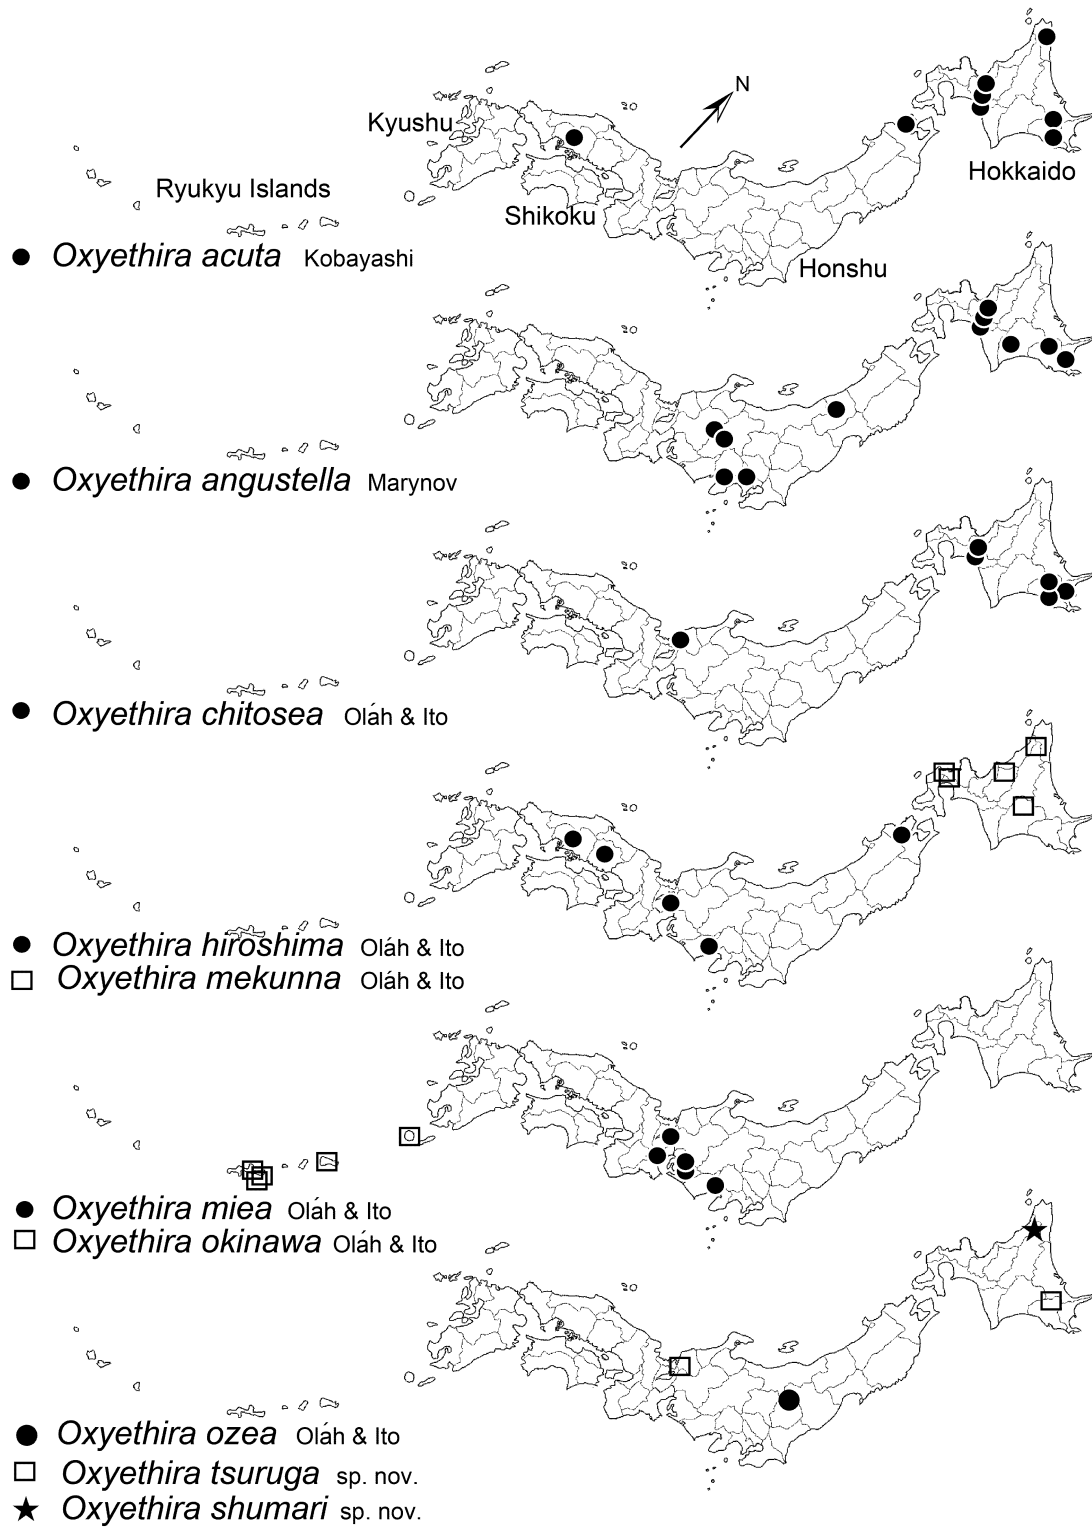 N
Kyushu
Hokkaido
Ryukyu Islands
Shikoku
Oxyethira acuta Kobayashi
Honshu
Oxyethira angustella Marynov
Oxyethira chitosea Oláh & Ito
Oxyethira hiroshima Oláh & Ito
Oxyethira mekunna Oláh & Ito
Oxyethira miea Oláh & Ito
Oxyethira okinawa Oláh & Ito
Oxyethira ozea Oláh & Ito
Oxyethira tsuruga sp. nov.
Oxyethira shumari sp. nov.